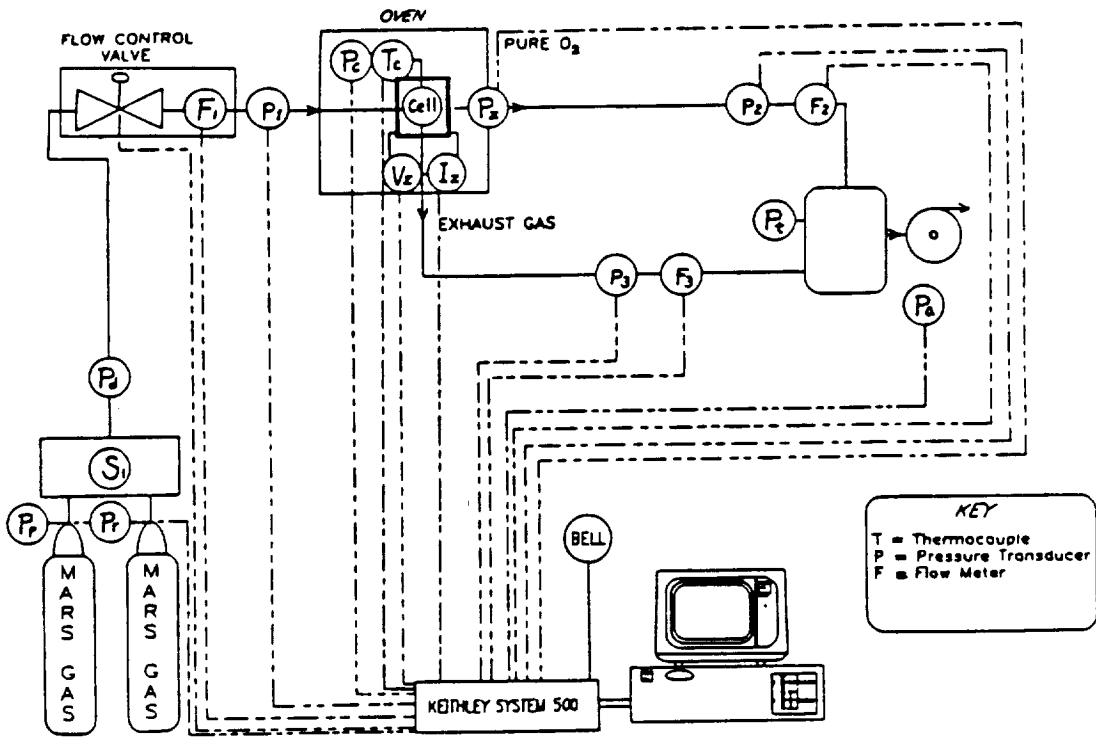 OVEN
FLOW CONTROL
VALVE
PURE O2
Pc
Tc
Cell
F1
P1
Pz
P2
F2
Vz
Iz
EXHAUST GAS
Pt
P3
F3
Pa
Pd
S1
Pp
Pr
MARS GAS
MARS GAS
BELL
KEITHLEY SYSTEM 500
KEY
T = Thermocouple
P = Pressure Transducer
F = Flow Meter